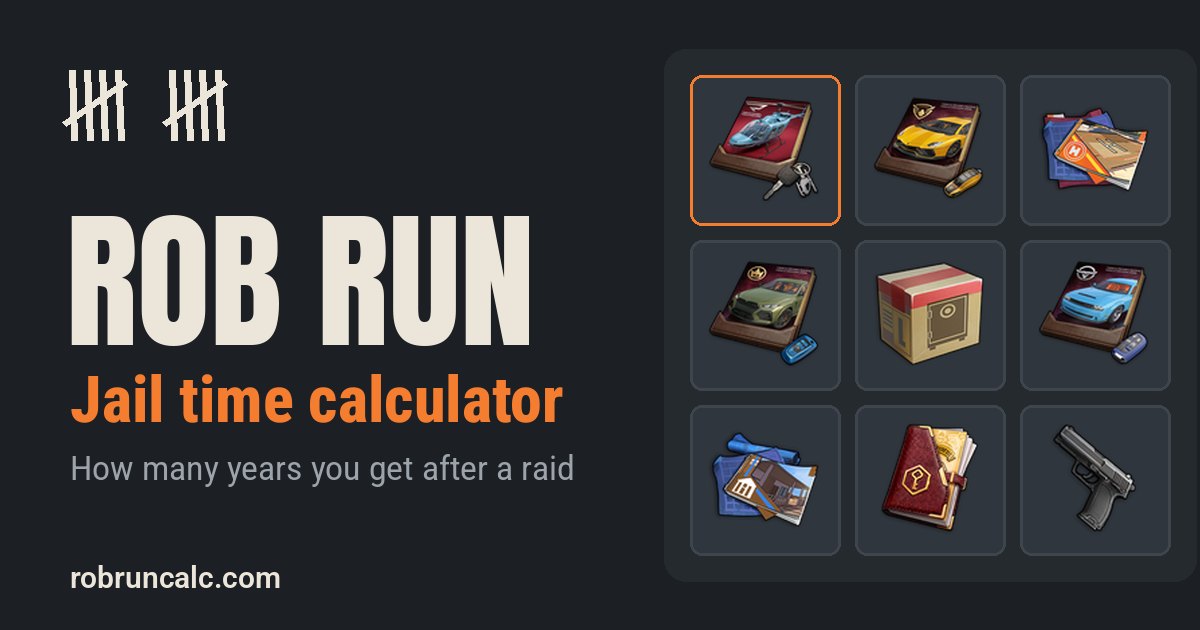 ROB RUN
Jail time calculator
How many years you get after a raid
robruncalc.com